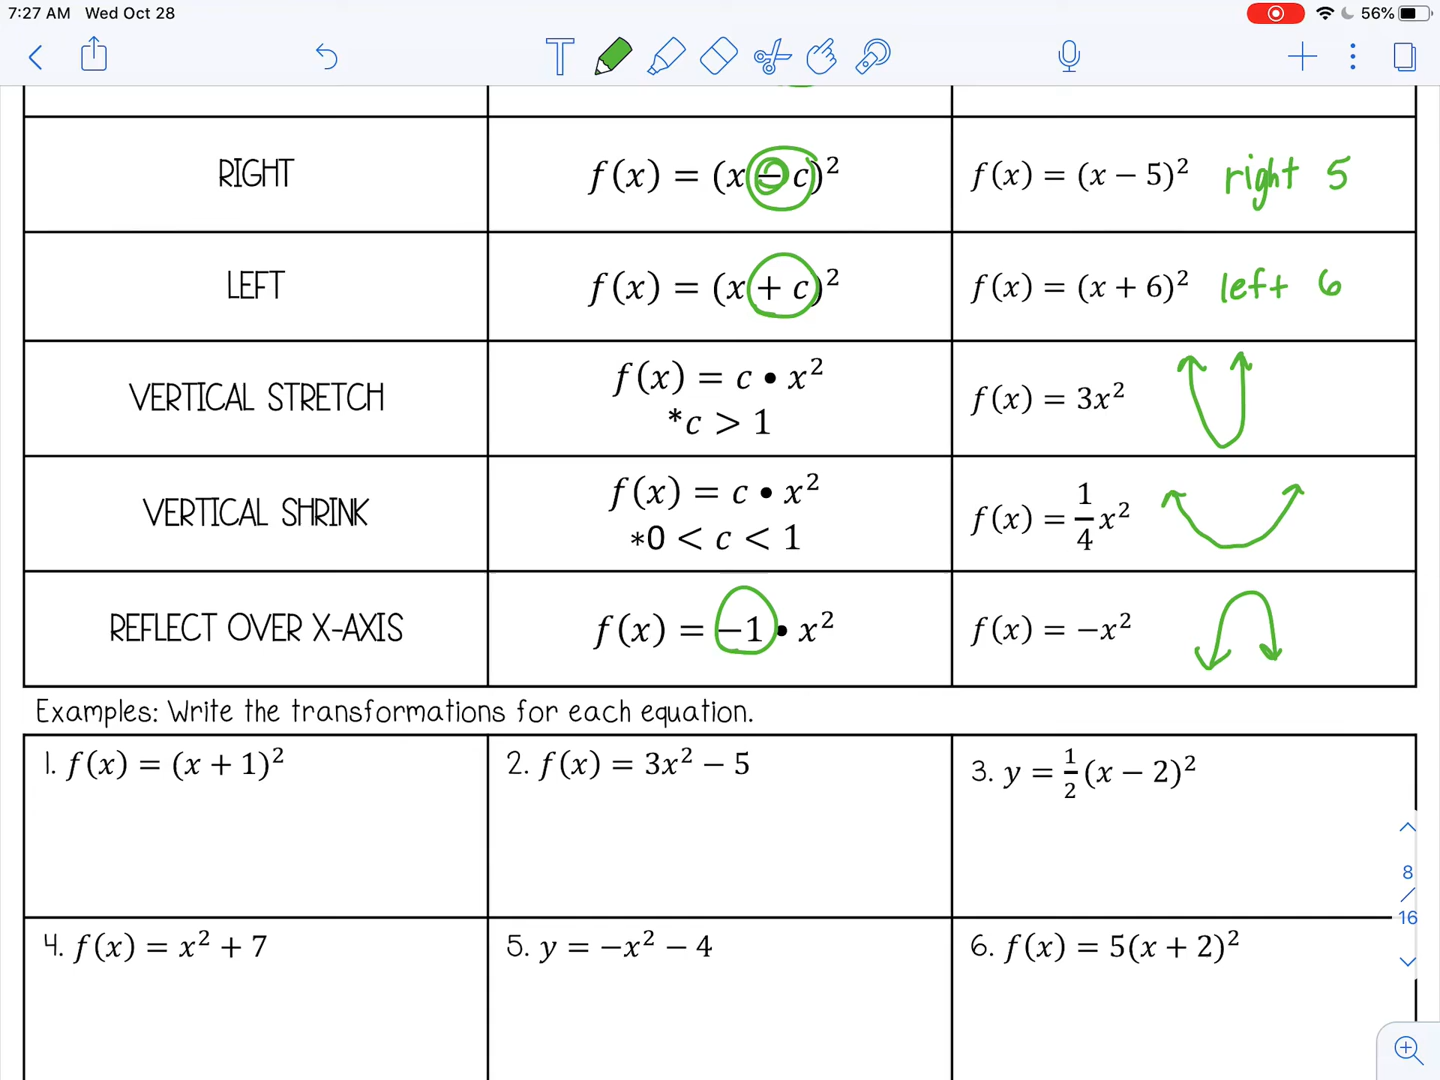 7:27 AM Wed Oct 28
56%
RIGHT
f(x) = (x − c)²
f(x) = (x − 5)² right 5
LEFT
f(x) = (x + c)²
f(x) = (x + 6)² left 6
VERTICAL STRETCH
f(x) = c • x²
*c > 1
f(x) = 3x²
VERTICAL SHRINK
f(x) = c • x²
*0 < c < 1
f(x) = 1/4 x²
REFLECT OVER X-AXIS
f(x) = −1 • x²
f(x) = −x²
Examples: Write the transformations for each equation.
1. f(x) = (x + 1)²
2. f(x) = 3x² − 5
3. y = 1/2 (x − 2)²
4. f(x) = x² + 7
5. y = −x² − 4
6. f(x) = 5(x + 2)²
8
/
16